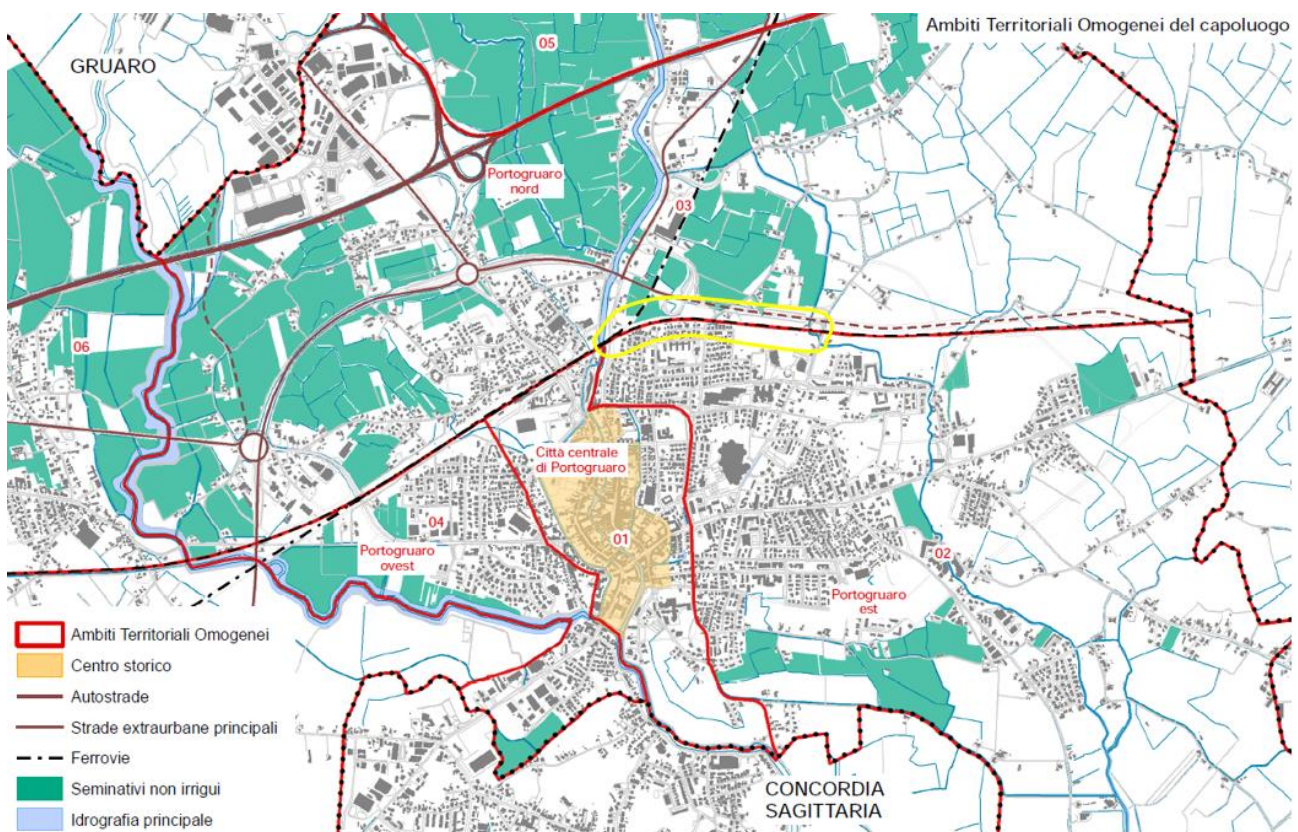 Ambiti Territoriali Omogenei del capoluogo
05
GRUARO
Portogruaro
nord
03
06
Città centrale
di Portogruaro
04
01
Portogruaro
ovest
02
Portogruaro
est
Ambiti Territoriali Omogenei
Centro storico
Autostrade
Strade extraurbane principali
Ferrovie
Seminativi non irrigui
Idrografia principale
CONCORDIA
SAGITTARIA